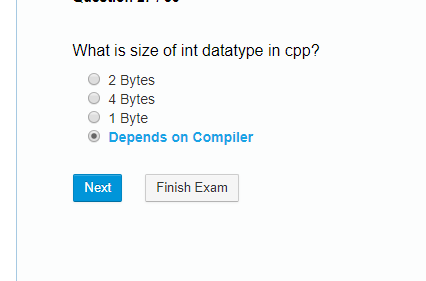 What is size of int datatype in cpp?
2 Bytes
4 Bytes
1 Byte
Depends on Compiler
Next Finish Exam